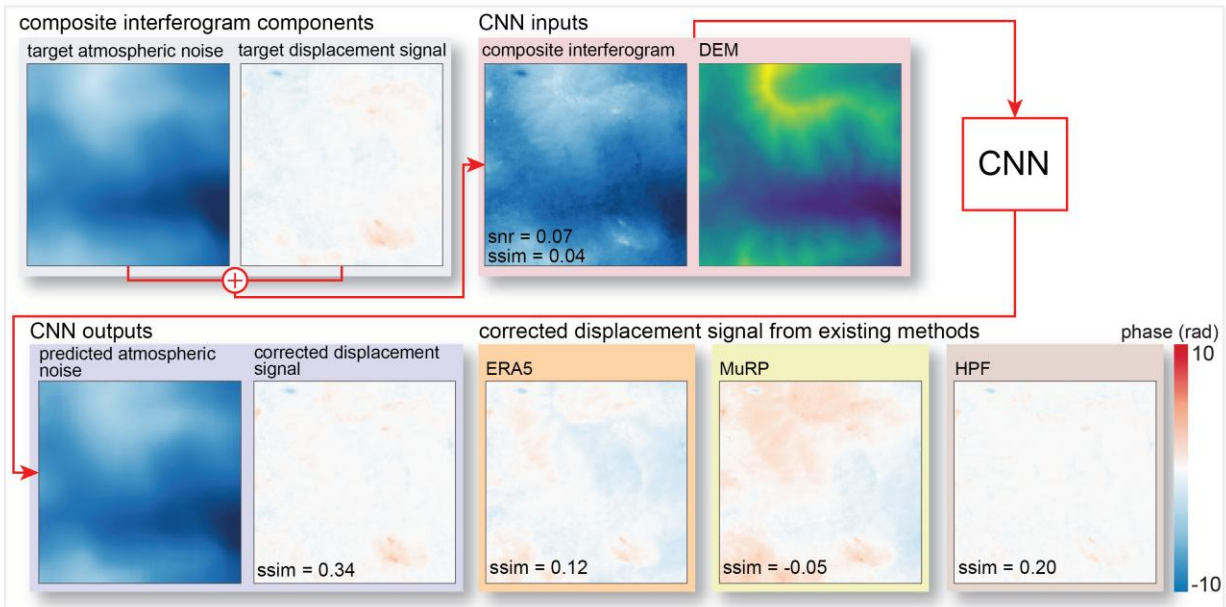 composite interferogram components
target atmospheric noise
target displacement signal
CNN inputs
composite interferogram
DEM
snr = 0.07
ssim = 0.04
CNN
CNN outputs
predicted atmospheric
noise
corrected displacement
signal
ssim = 0.34
corrected displacement signal from existing methods
ERA5
ssim = 0.12
MuRP
ssim = -0.05
HPF
ssim = 0.20
phase (rad)
10
-10